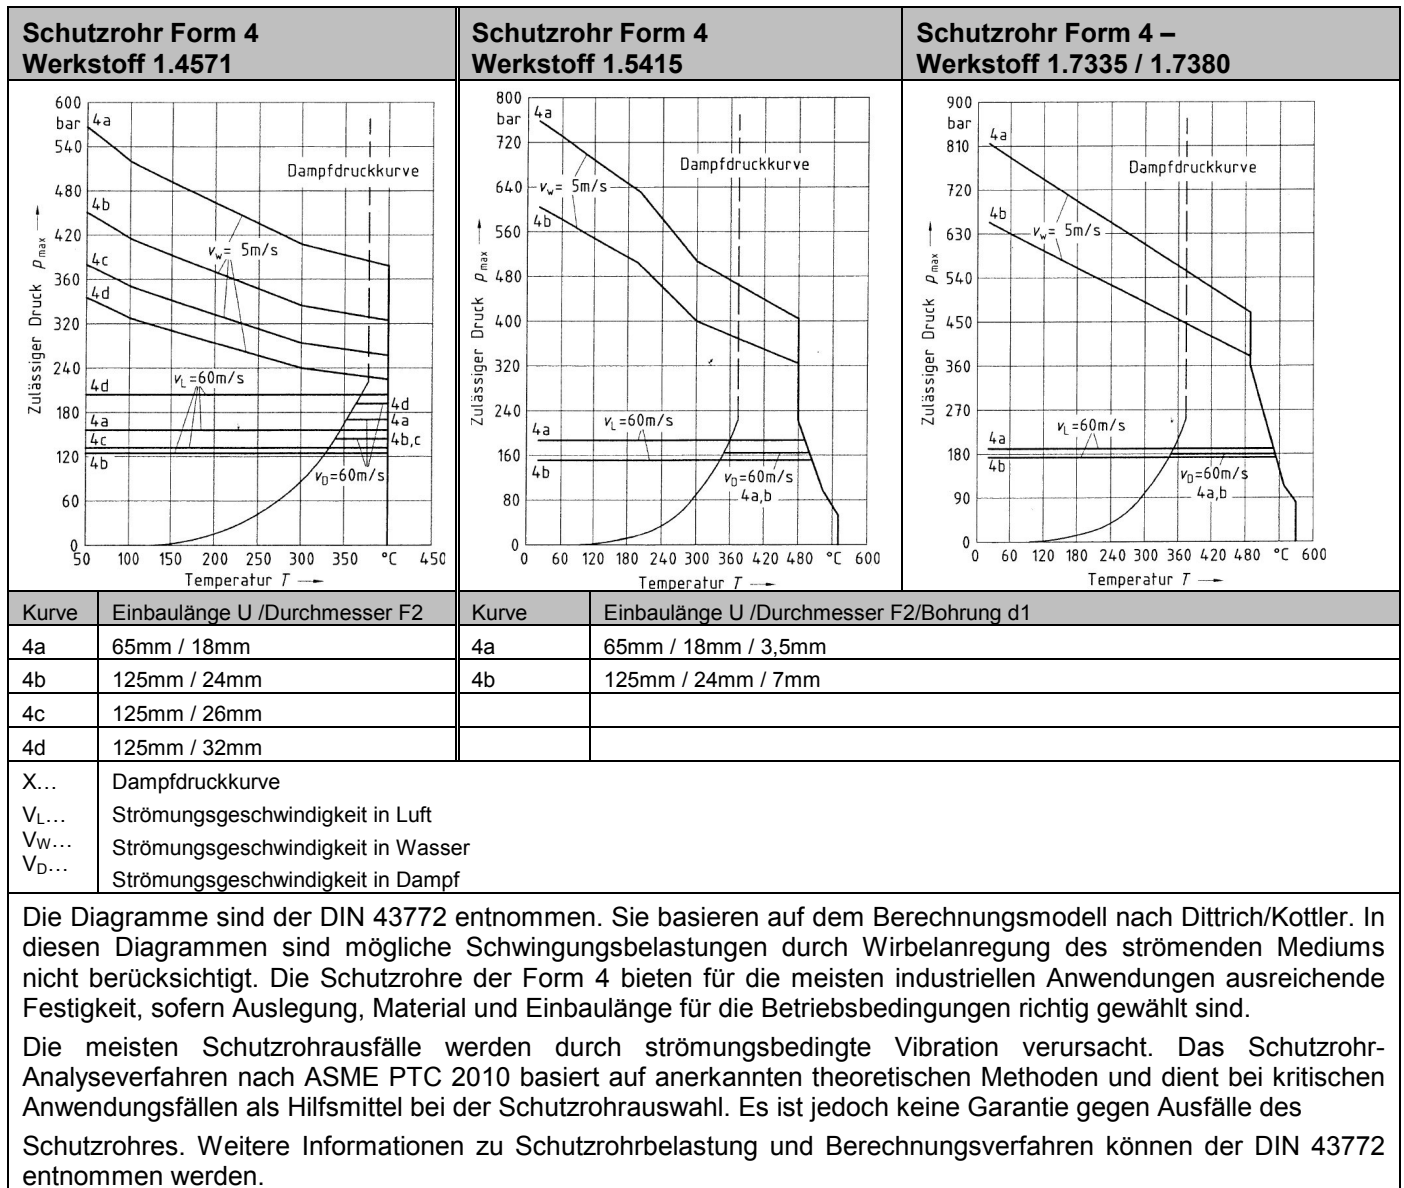 Schutzrohr Form 4
Werkstoff 1.4571
Schutzrohr Form 4
Werkstoff 1.5415
Schutzrohr Form 4 –
Werkstoff 1.7335 / 1.7380
600
bar
540
480
420
360
320
240
180
120
60
0
Zulässiger Druck pmax
4a
4b
4c
4d
Dampfdruckkurve
vw= 5m/s
vL=60m/s
4d
4a
4c
4b
4d
4a
4b,c
vD=60m/s
50 100 150 200 250 300 350 °C 450
Temperatur T
800
bar
720
640
560
480
400
320
240
160
80
0
Zulässiger Druck pmax
4a
Dampfdruckkurve
vw= 5m/s
4b
vL=60m/s
4a
4b
vD=60m/s
4a,b
0 60 120 180 240 300 360 420 480 °C 600
Temperatur T
900
bar
810
720
630
540
450
360
270
180
90
0
Zulässiger Druck pmax
4a
Dampfdruckkurve
4b
vw= 5m/s
vL=60m/s
4a
4b
vD=60m/s
4a,b
0 60 120 180 240 300 360 420 480 °C 600
Temperatur T
Kurve Einbaulänge U /Durchmesser F2 Kurve Einbaulänge U /Durchmesser F2/Bohrung d1
4a 65mm / 18mm 4a 65mm / 18mm / 3,5mm
4b 125mm / 24mm 4b 125mm / 24mm / 7mm
4c 125mm / 26mm
4d 125mm / 32mm
X… Dampfdruckkurve
VL… Strömungsgeschwindigkeit in Luft
VW… Strömungsgeschwindigkeit in Wasser
VD… Strömungsgeschwindigkeit in Dampf
Die Diagramme sind der DIN 43772 entnommen. Sie basieren auf dem Berechnungsmodell nach Dittrich/Kottler. In
diesen Diagrammen sind mögliche Schwingungsbelastungen durch Wirbelanregung des strömenden Mediums
nicht berücksichtigt. Die Schutzrohre der Form 4 bieten für die meisten industriellen Anwendungen ausreichende
Festigkeit, sofern Auslegung, Material und Einbaulänge für die Betriebsbedingungen richtig gewählt sind.
Die meisten Schutzrohrausfälle werden durch strömungsbedingte Vibration verursacht. Das Schutzrohr-
Analyseverfahren nach ASME PTC 2010 basiert auf anerkannten theoretischen Methoden und dient bei kritischen
Anwendungsfällen als Hilfsmittel bei der Schutzrohrauswahl. Es ist jedoch keine Garantie gegen Ausfälle des
Schutzrohres. Weitere Informationen zu Schutzrohrbelastung und Berechnungsverfahren können der DIN 43772
entnommen werden.